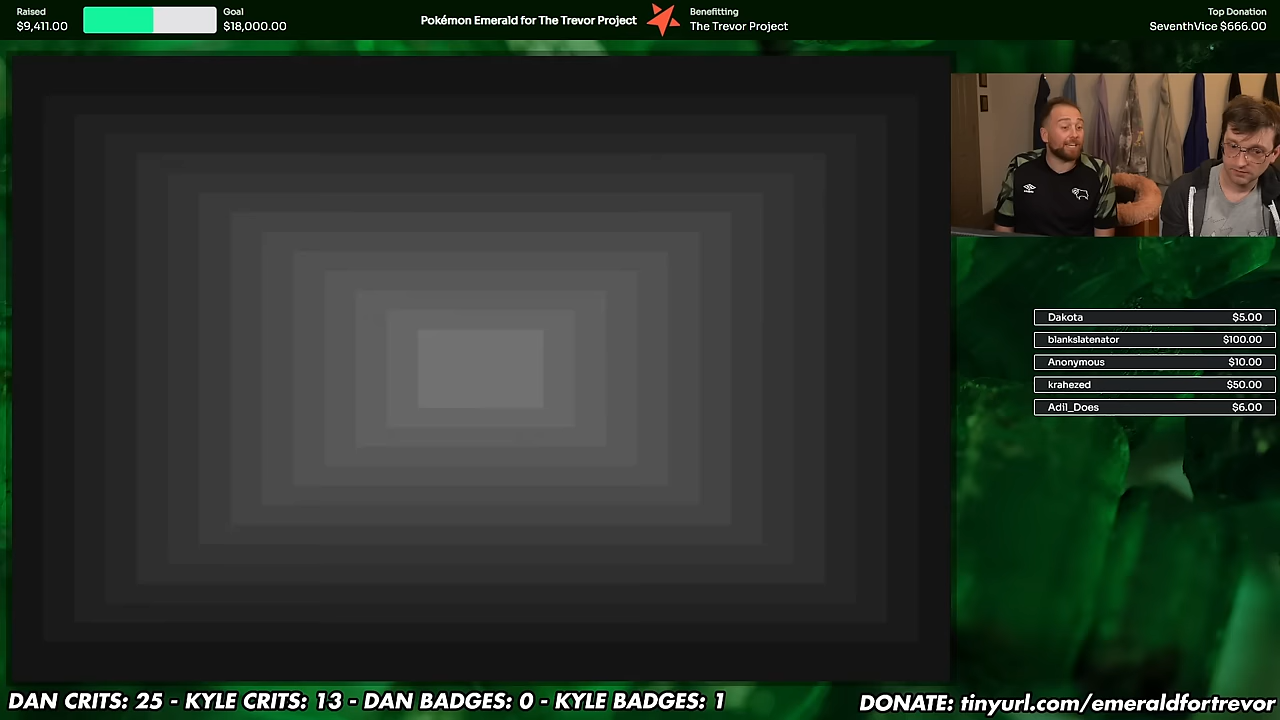 Raised
$9,411.00
Goal
$18,000.00
Pokémon Emerald for The Trevor Project
Benefitting
The Trevor Project
Top Donation
SeventhVice $666.00
Dakota $5.00
blankslatenator $100.00
Anonymous $10.00
krahezed $50.00
Adil_Does $6.00
DAN CRITS: 25 - KYLE CRITS: 13 - DAN BADGES: 0 - KYLE BADGES: 1
DONATE: tinyurl.com/emeraldfortrevor